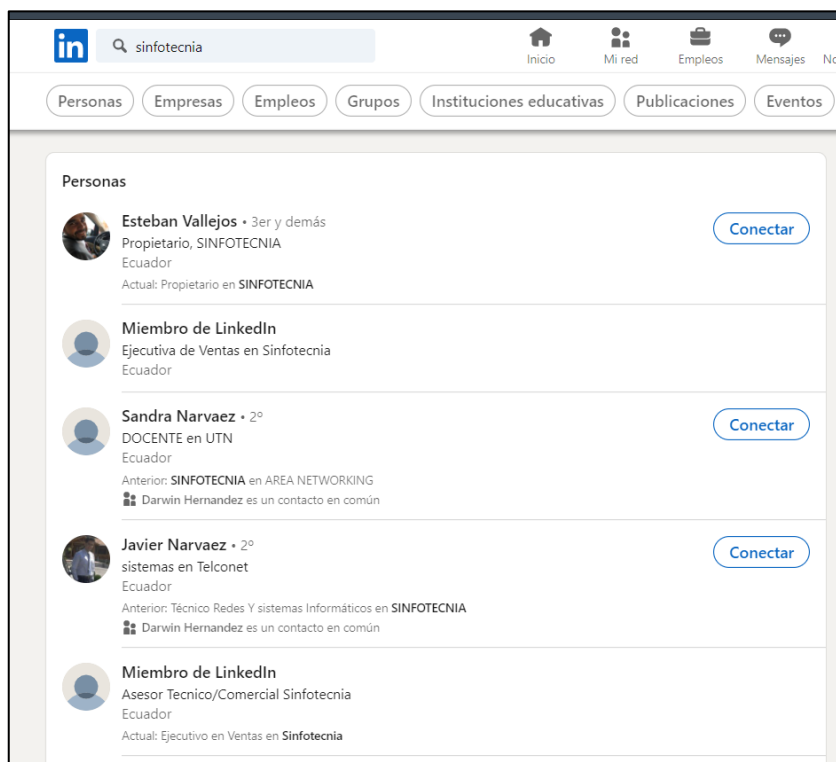 in
sinfotecnia
Inicio
Mi red
Empleos
Mensajes
No
Personas
Empresas
Empleos
Grupos
Instituciones educativas
Publicaciones
Eventos
Personas
Esteban Vallejos • 3er y demás
Conectar
Propietario, SINFOTECNIA
Ecuador
Actual: Propietario en SINFOTECNIA
Miembro de LinkedIn
Ejecutiva de Ventas en Sinfotecnia
Ecuador
Sandra Narvaez • 2º
Conectar
DOCENTE en UTN
Ecuador
Anterior: SINFOTECNIA en AREA NETWORKING
Darwin Hernandez es un contacto en común
Javier Narvaez • 2º
Conectar
sistemas en Telconet
Ecuador
Anterior: Técnico Redes Y sistemas Informáticos en SINFOTECNIA
Darwin Hernandez es un contacto en común
Miembro de LinkedIn
Asesor Tecnico/Comercial Sinfotecnia
Ecuador
Actual: Ejecutivo en Ventas en Sinfotecnia